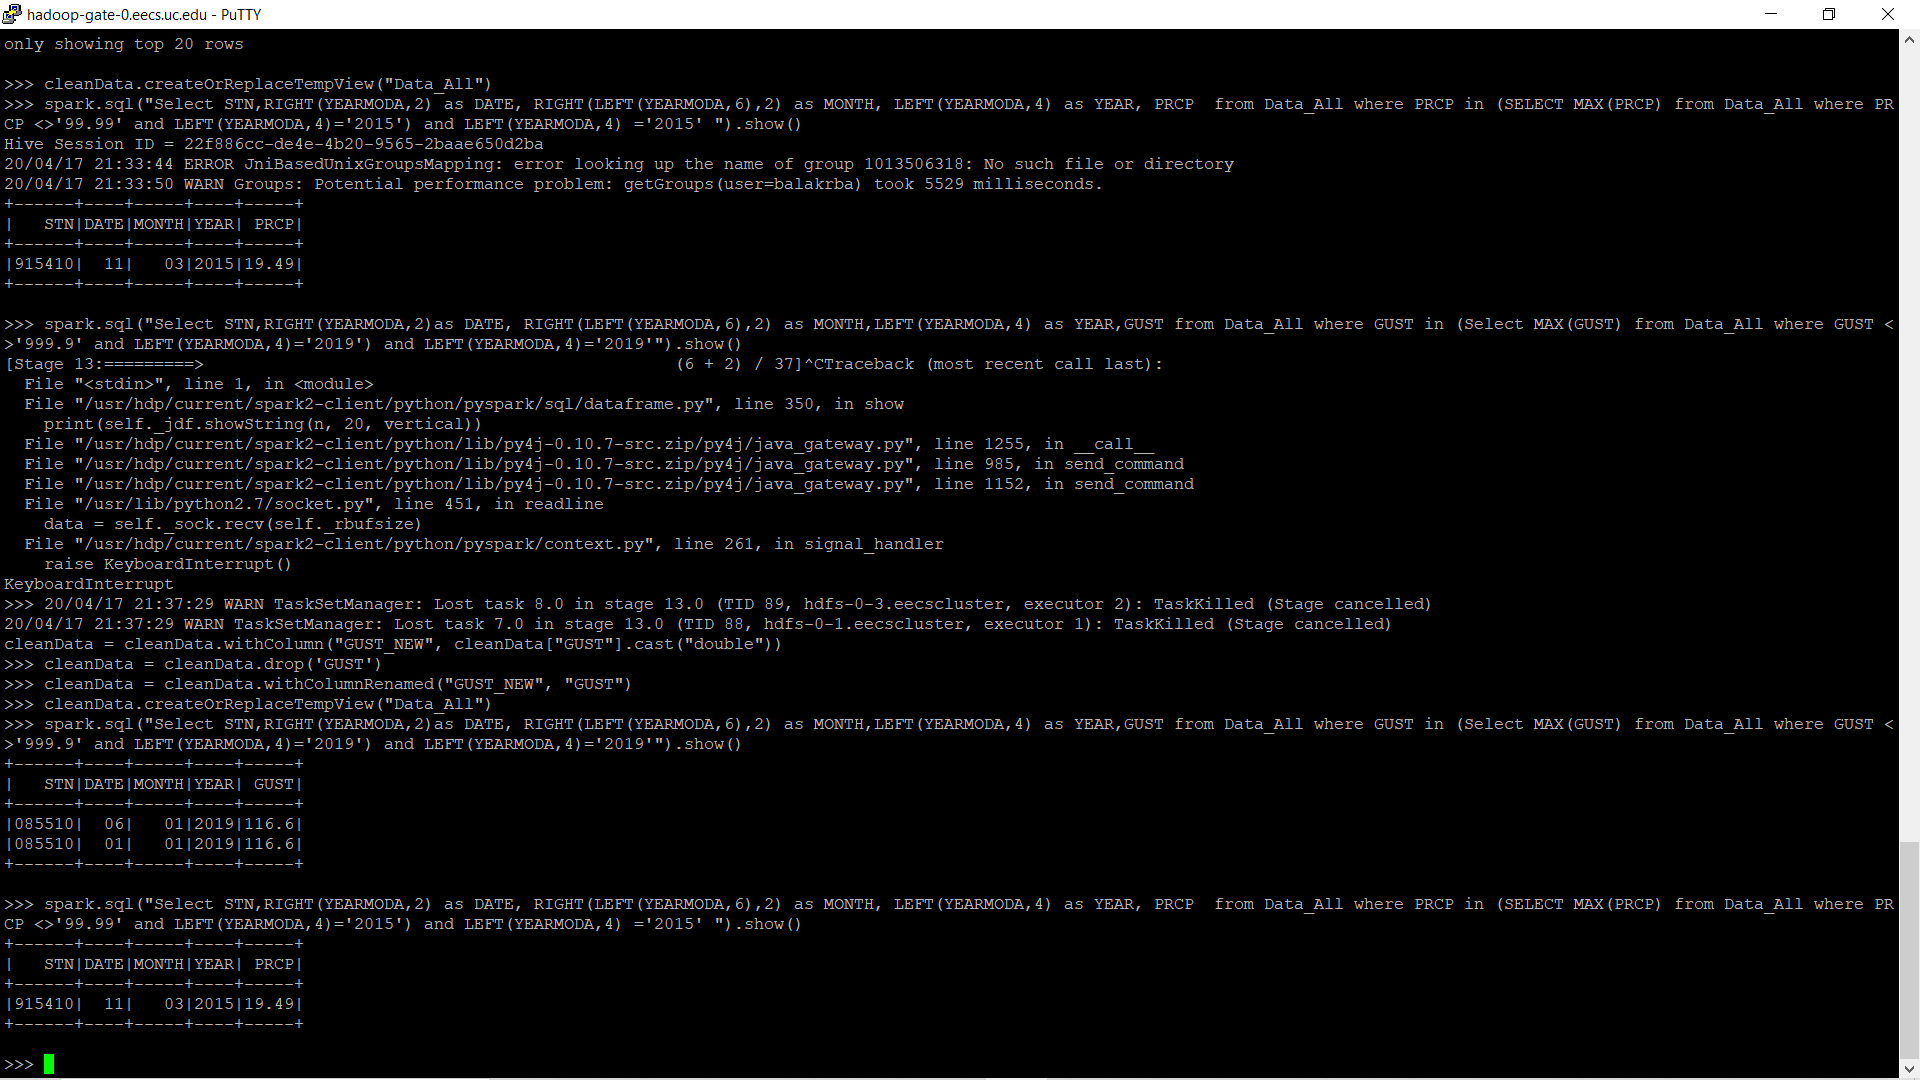 hadoop-gate-0.eecs.uc.edu - PuTTY
only showing top 20 rows
>>> cleanData.createOrReplaceTempView("Data_All")
>>> spark.sql("Select STN,RIGHT(YEARMODA,2) as DATE, RIGHT(LEFT(YEARMODA,6),2) as MONTH, LEFT(YEARMODA,4) as YEAR, PRCP  from Data_All where PRCP in (SELECT MAX(PRCP) from Data_All where PR
CP <>'99.99' and LEFT(YEARMODA,4)='2015') and LEFT(YEARMODA,4) ='2015' ").show()
Hive Session ID = 22f886cc-de4e-4b20-9565-2baae650d2ba
20/04/17 21:33:44 ERROR JniBasedUnixGroupsMapping: error looking up the name of group 1013506318: No such file or directory
20/04/17 21:33:50 WARN Groups: Potential performance problem: getGroups(user=balakrba) took 5529 milliseconds.
+------+----+-----+----+-----+
|   STN|DATE|MONTH|YEAR| PRCP|
+------+----+-----+----+-----+
|915410|  11|   03|2015|19.49|
+------+----+-----+----+-----+
>>> spark.sql("Select STN,RIGHT(YEARMODA,2)as DATE, RIGHT(LEFT(YEARMODA,6),2) as MONTH,LEFT(YEARMODA,4) as YEAR,GUST from Data_All where GUST in (Select MAX(GUST) from Data_All where GUST <
>'999.9' and LEFT(YEARMODA,4)='2019') and LEFT(YEARMODA,4)='2019'").show()
[Stage 13:=========>                                               (6 + 2) / 37]^CTraceback (most recent call last):
  File "<stdin>", line 1, in <module>
  File "/usr/hdp/current/spark2-client/python/pyspark/sql/dataframe.py", line 350, in show
    print(self._jdf.showString(n, 20, vertical))
  File "/usr/hdp/current/spark2-client/python/lib/py4j-0.10.7-src.zip/py4j/java_gateway.py", line 1255, in __call__
  File "/usr/hdp/current/spark2-client/python/lib/py4j-0.10.7-src.zip/py4j/java_gateway.py", line 985, in send_command
  File "/usr/hdp/current/spark2-client/python/lib/py4j-0.10.7-src.zip/py4j/java_gateway.py", line 1152, in send_command
  File "/usr/lib/python2.7/socket.py", line 451, in readline
    data = self._sock.recv(self._rbufsize)
  File "/usr/hdp/current/spark2-client/python/pyspark/context.py", line 261, in signal_handler
    raise KeyboardInterrupt()
KeyboardInterrupt
>>> 20/04/17 21:37:29 WARN TaskSetManager: Lost task 8.0 in stage 13.0 (TID 89, hdfs-0-3.eecscluster, executor 2): TaskKilled (Stage cancelled)
20/04/17 21:37:29 WARN TaskSetManager: Lost task 7.0 in stage 13.0 (TID 88, hdfs-0-1.eecscluster, executor 1): TaskKilled (Stage cancelled)
cleanData = cleanData.withColumn("GUST_NEW", cleanData["GUST"].cast("double"))
>>> cleanData = cleanData.drop('GUST')
>>> cleanData = cleanData.withColumnRenamed("GUST_NEW", "GUST")
>>> cleanData.createOrReplaceTempView("Data_All")
>>> spark.sql("Select STN,RIGHT(YEARMODA,2)as DATE, RIGHT(LEFT(YEARMODA,6),2) as MONTH,LEFT(YEARMODA,4) as YEAR,GUST from Data_All where GUST in (Select MAX(GUST) from Data_All where GUST <
>'999.9' and LEFT(YEARMODA,4)='2019') and LEFT(YEARMODA,4)='2019'").show()
+------+----+-----+----+-----+
|   STN|DATE|MONTH|YEAR| GUST|
+------+----+-----+----+-----+
|085510|  06|   01|2019|116.6|
|085510|  01|   01|2019|116.6|
+------+----+-----+----+-----+
>>> spark.sql("Select STN,RIGHT(YEARMODA,2) as DATE, RIGHT(LEFT(YEARMODA,6),2) as MONTH, LEFT(YEARMODA,4) as YEAR, PRCP  from Data_All where PRCP in (SELECT MAX(PRCP) from Data_All where PR
CP <>'99.99' and LEFT(YEARMODA,4)='2015') and LEFT(YEARMODA,4) ='2015' ").show()
+------+----+-----+----+-----+
|   STN|DATE|MONTH|YEAR| PRCP|
+------+----+-----+----+-----+
|915410|  11|   03|2015|19.49|
+------+----+-----+----+-----+
>>>